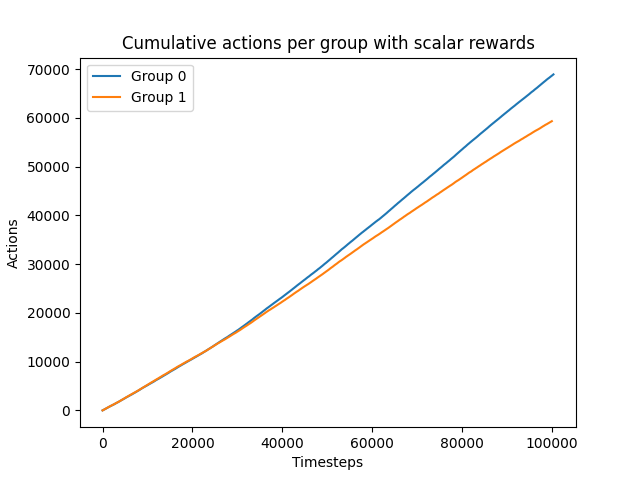 Cumulative actions per group with scalar rewards
Group 0
Group 1
70000
60000
50000
40000
30000
20000
10000
0
Actions
0 20000 40000 60000 80000 100000
Timesteps